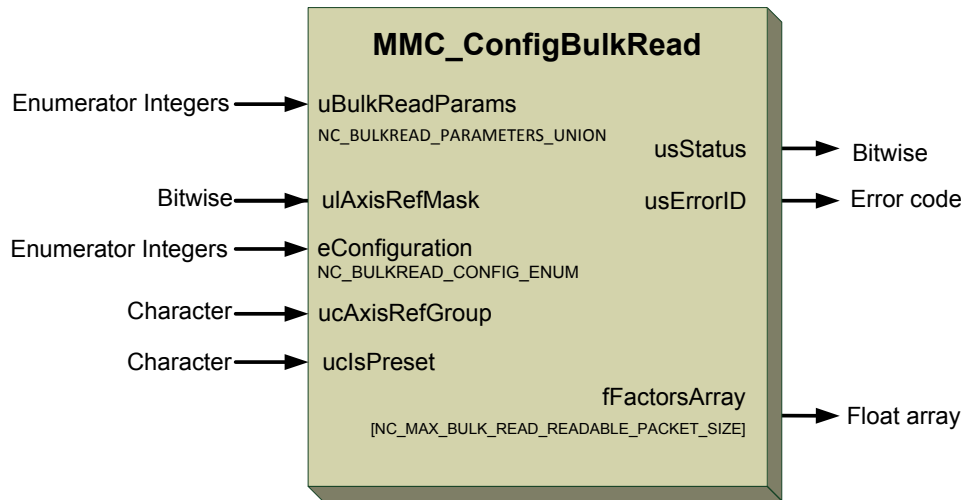 MMC_ConfigBulkRead
Enumerator Integers
uBulkReadParams
NC_BULKREAD_PARAMETERS_UNION
usStatus
Bitwise
Bitwise
ulAxisRefMask
usErrorID
Error code
Enumerator Integers
eConfiguration
NC_BULKREAD_CONFIG_ENUM
Character
ucAxisRefGroup
Character
ucIsPreset
fFactorsArray
[NC_MAX_BULK_READ_READABLE_PACKET_SIZE]
Float array